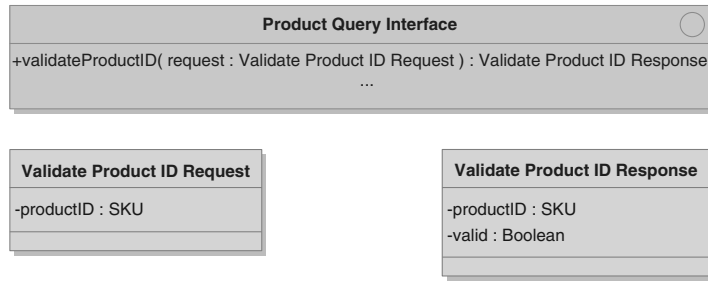 Product Query Interface
+validateProductID( request : Validate Product ID Request ) : Validate Product ID Response
...
Validate Product ID Request
-productID : SKU
Validate Product ID Response
-productID : SKU
-valid : Boolean